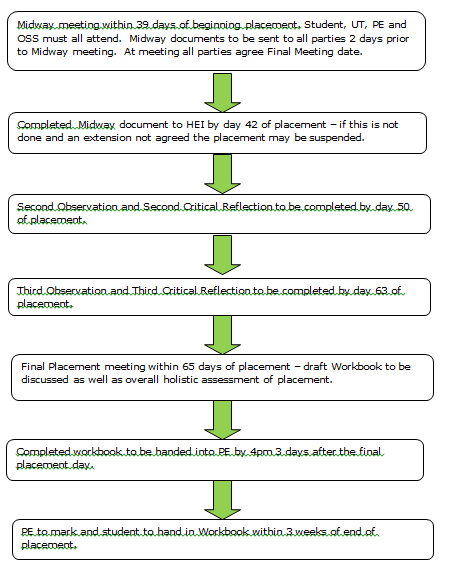 Midway meeting within 39 days of beginning placement. Student, UT, PE and
OSS must all attend.  Midway documents to be sent to all parties 2 days prior
to Midway meeting.  At meeting all parties agree Final Meeting date.
Completed  Midway document to HEI by day 42 of placement – if this is not
done and an extension not agreed the placement may be suspended.
Second Observation and Second Critical Reflection to be completed by day 50
of placement.
Third Observation and Third Critical Reflection to be completed by day 63 of
placement.
Final Placement meeting within 65 days of placement – draft Workbook to be
discussed as well as overall holistic assessment of placement.
Completed workbook to be handed into PE by 4pm 3 days after the final
placement day.
PE to mark and student to hand in Workbook within 3 weeks of end of
placement.